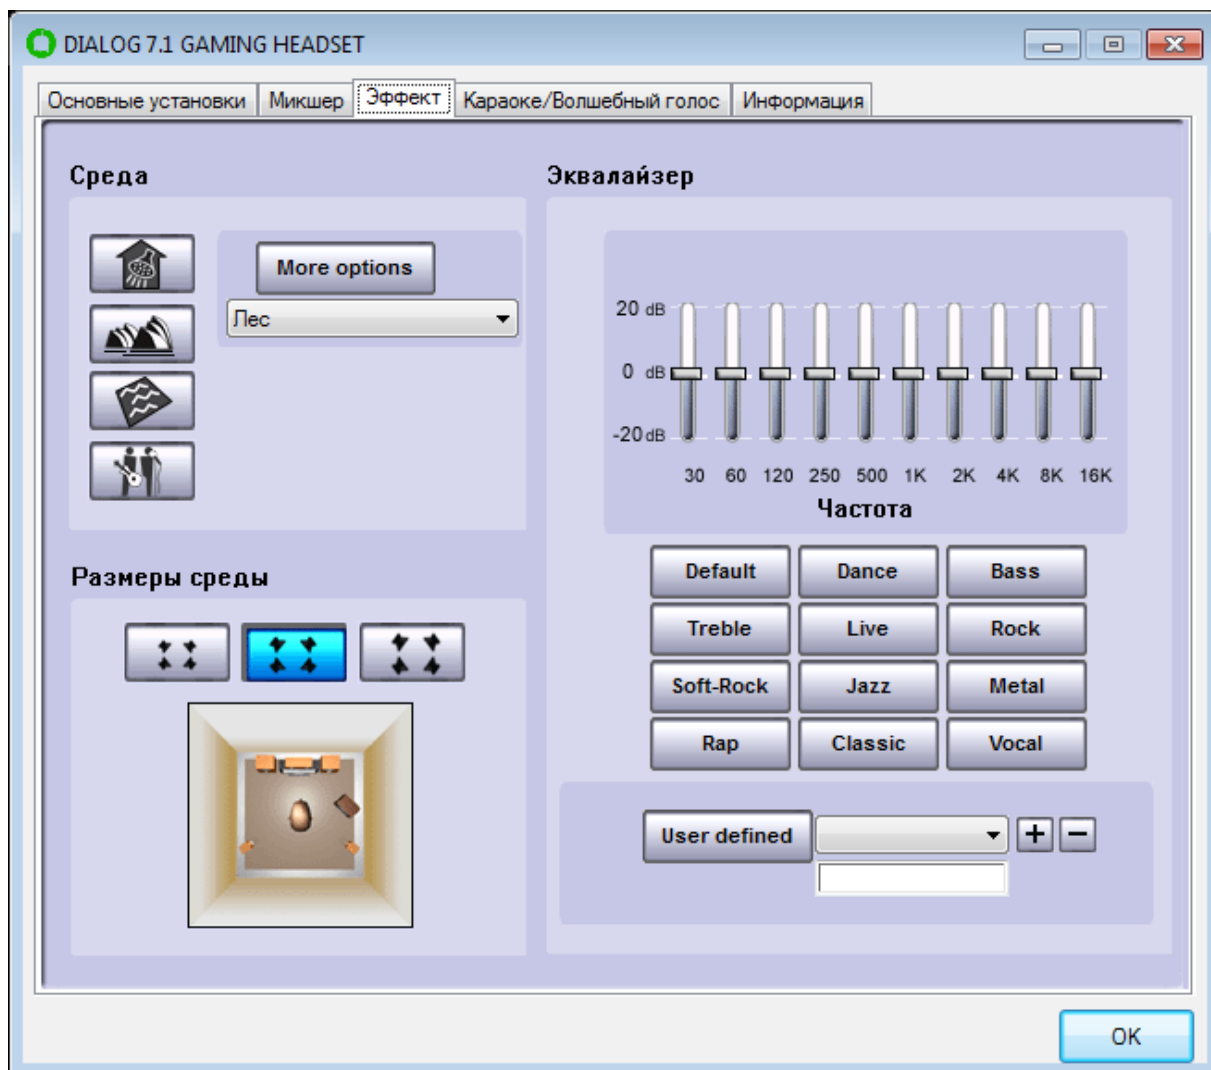 DIALOG 7.1 GAMING HEADSET
Основные установки Микшер Эффект Караоке/Волшебный голос Информация
Среда
More options
Лес
Размеры среды
Эквалайзер
20 dB
0 dB
-20 dB
30 60 120 250 500 1K 2K 4K 8K 16K
Частота
Default Dance Bass
Treble Live Rock
Soft-Rock Jazz Metal
Rap Classic Vocal
User defined
OK